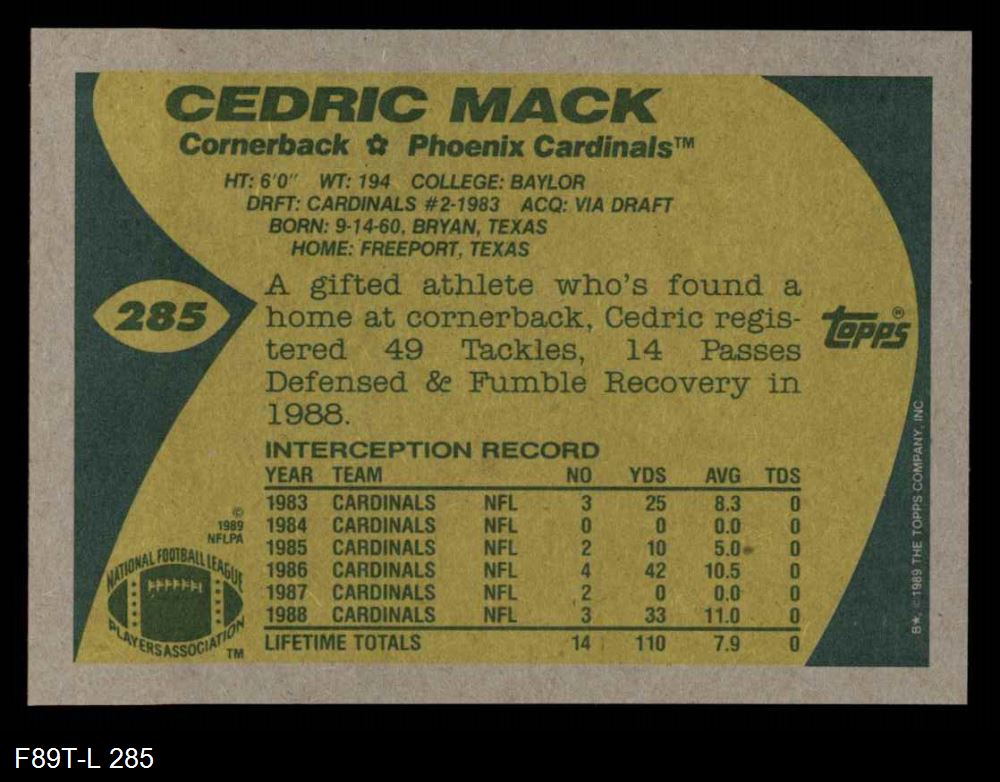 CEDRIC MACK
Cornerback ✿ Phoenix Cardinals™
HT: 6'0" WT: 194 COLLEGE: BAYLOR
DRFT: CARDINALS #2-1983 ACQ: VIA DRAFT
BORN: 9-14-60, BRYAN, TEXAS
HOME: FREEPORT, TEXAS
285
A gifted athlete who's found a
home at cornerback, Cedric regis-
tered 49 Tackles, 14 Passes
Defensed & Fumble Recovery in
1988.
Topps®
INTERCEPTION RECORD
YEAR TEAM NO YDS AVG TDS
1983 CARDINALS NFL 3 25 8.3 0
1984 CARDINALS NFL 0 0 0.0 0
1985 CARDINALS NFL 2 10 5.0 0
1986 CARDINALS NFL 4 42 10.5 0
1987 CARDINALS NFL 2 0 0.0 0
1988 CARDINALS NFL 3 33 11.0 0
LIFETIME TOTALS 14 110 7.9 0
©
1989
NFLPA
NATIONAL FOOTBALL LEAGUE
PLAYERS ASSOCIATION
TM
B★. © 1989 THE TOPPS COMPANY, INC
F89T-L 285